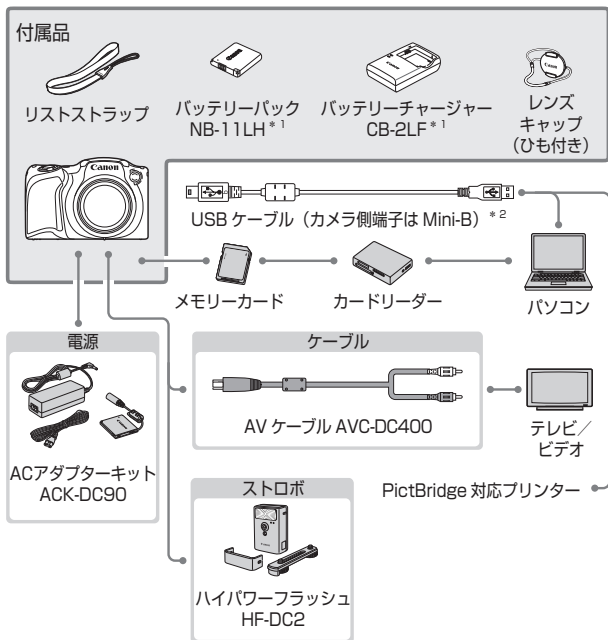 付属品
リストストラップ
バッテリーパック
NB-11LH*1
バッテリーチャージャー
CB-2LF*1
レンズ
キャップ
(ひも付き)
Canon
USB ケーブル(カメラ側端子は Mini-B)*2
メモリーカード
カードリーダー
パソコン
電源
ACアダプターキット
ACK-DC90
ケーブル
AV ケーブル AVC-DC400
テレビ/
ビデオ
ストロボ
ハイパワーフラッシュ
HF-DC2
PictBridge 対応プリンター